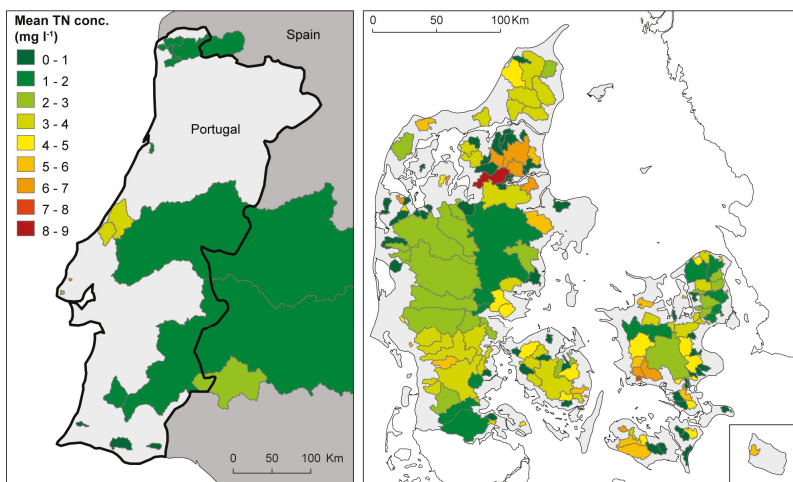 Mean TN conc.
(mg l⁻¹)
0 - 1
1 - 2
2 - 3
3 - 4
4 - 5
5 - 6
6 - 7
7 - 8
8 - 9
Spain
Portugal
0 50 100 Km
0 50 100 Km